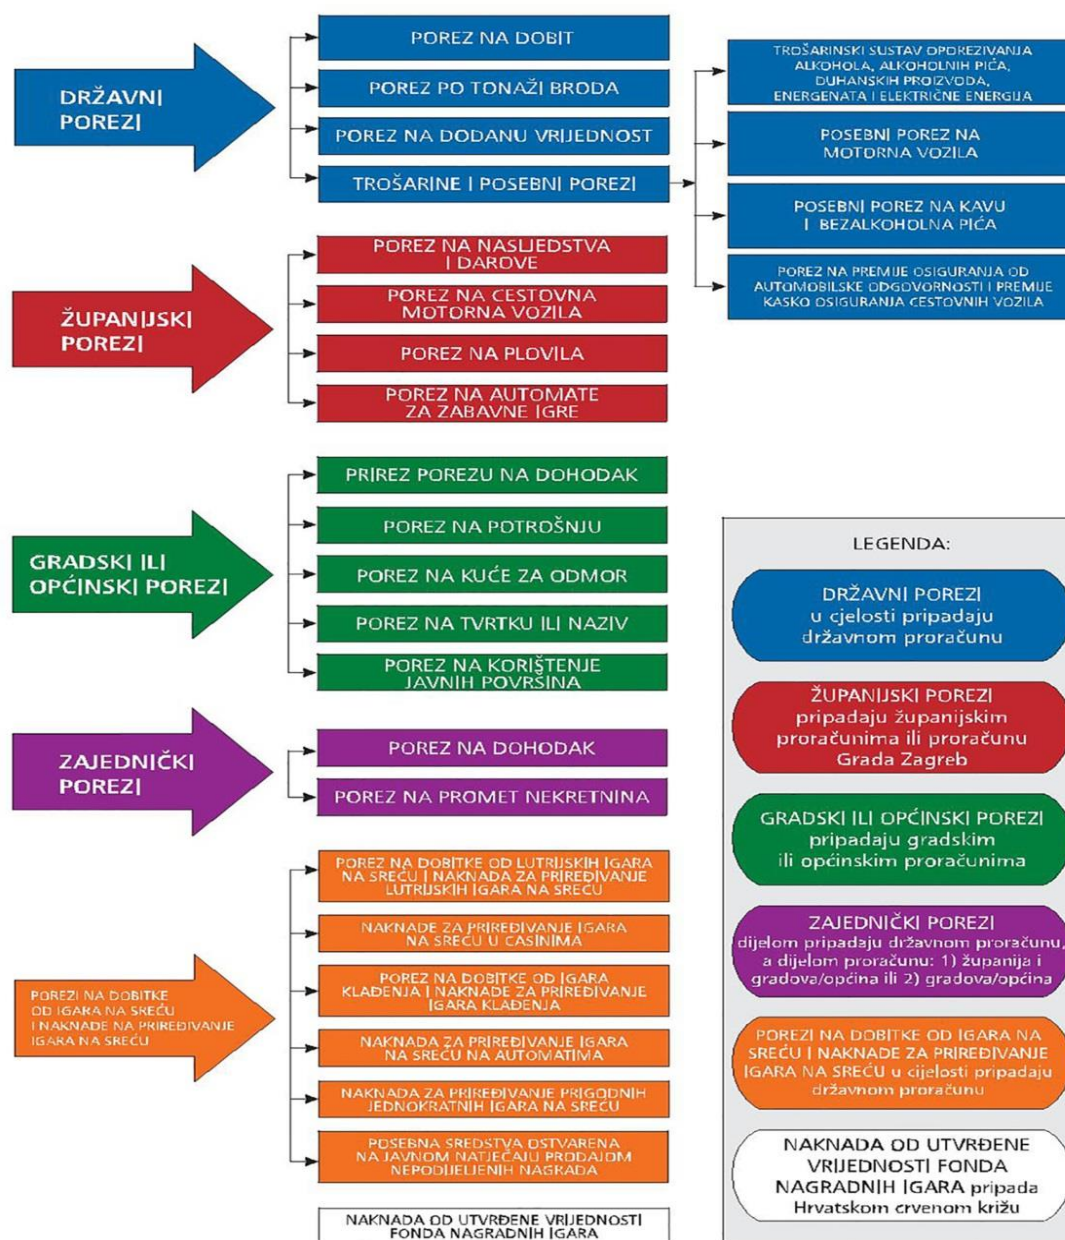 DRŽAVNI
POREZI
POREZ NA DOBIT
POREZ PO TONAŽI BRODA
POREZ NA DODANU VRIJEDNOST
TROŠARINE I POSEBNI POREZI
TROŠARINSKI SUSTAV OPOREZIVANJA
ALKOHOLA, ALKOHOLNIH PIĆA,
DUHANSKIH PROIZVODA,
ENERGENATA I ELEKTRIČNE ENERGIJA
POSEBNI POREZ NA
MOTORNA VOZILA
POSEBNI POREZ NA KAVU
I BEZALKOHOLNA PIĆA
POREZ NA PREMIJE OSIGURANJA OD
AUTOMOBILSKE ODGOVORNOSTI I PREMIJE
KASKO OSIGURANJA CESTOVNIH VOZILA
ŽUPANIJSKI
POREZI
POREZ NA NASLJEDSTVA
I DAROVE
POREZ NA CESTOVNA
MOTORNA VOZILA
POREZ NA PLOVILA
POREZ NA AUTOMATE
ZA ZABAVNE IGRE
GRADSKI ILI
OPĆINSKI POREZI
PRIREZ POREZU NA DOHODAK
POREZ NA POTROŠNJU
POREZ NA KUĆE ZA ODMOR
POREZ NA TVRTKU ILI NAZIV
POREZ NA KORIŠTENJE
JAVNIH POVRŠINA
ZAJEDNIČKI
POREZI
POREZ NA DOHODAK
POREZ NA PROMET NEKRETNINA
POREZI NA DOBITKE
OD IGARA NA SREĆU
I NAKNADE NA PRIREĐIVANJE
IGARA NA SREĆU
POREZ NA DOBITKE OD LUTRIJSKIH IGARA
NA SREĆU I NAKNADA ZA PRIREĐIVANJE
LUTRIJSKIH IGARA NA SREĆU
NAKNADE ZA PRIREĐIVANJE IGARA
NA SREĆU U CASINIMA
POREZ NA DOBITKE OD IGARA
KLAĐENJA I NAKNADE ZA PRIREĐIVANJE
IGARA KLAĐENJA
NAKNADA ZA PRIREĐIVANJE IGARA
NA SREĆU NA AUTOMATIMA
NAKNADA ZA PRIREĐIVANJE PRIGODNIH
JEDNOKRATNIH IGARA NA SREĆU
POSEBNA SREDSTVA OSTVARENA
NA JAVNOM NATJEČAJU PRODAJOM
NEPODIJELJENIH NAGRADA
NAKNADA OD UTVRĐENE VRIJEDNOSTI
FONDA NAGRADNIH IGARA
LEGENDA:
DRŽAVNI POREZI
u cjelosti pripadaju
državnom proračunu
ŽUPANIJSKI POREZI
pripadaju županijskim
proračunima ili proračunu
Grada Zagreb
GRADSKI ILI OPĆINSKI POREZI
pripadaju gradskim
ili općinskim proračunima
ZAJEDNIČKI POREZI
dijelom pripadaju državnom proračunu,
a dijelom proračunu: 1) županija i
gradova/općina ili 2) gradova/općina
POREZI NA DOBITKE OD IGARA NA
SREĆU I NAKNADE ZA PRIREĐIVANJE
IGARA NA SREĆU u cijelosti pripadaju
državnom proračunu
NAKNADA OD UTVRĐENE
VRIJEDNOSTI FONDA
NAGRADNIH IGARA pripada
Hrvatskom crvenom križu